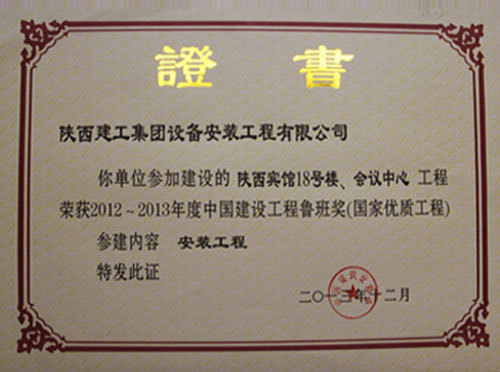 證書
陕西建工集团设备安装工程有限公司
你单位参加建设的 陕西宾馆18号楼、会议中心 工程
荣获2012～2013年度中国建设工程鲁班奖(国家优质工程)
参建内容 安装工程
特发此证
二〇一三年十二月